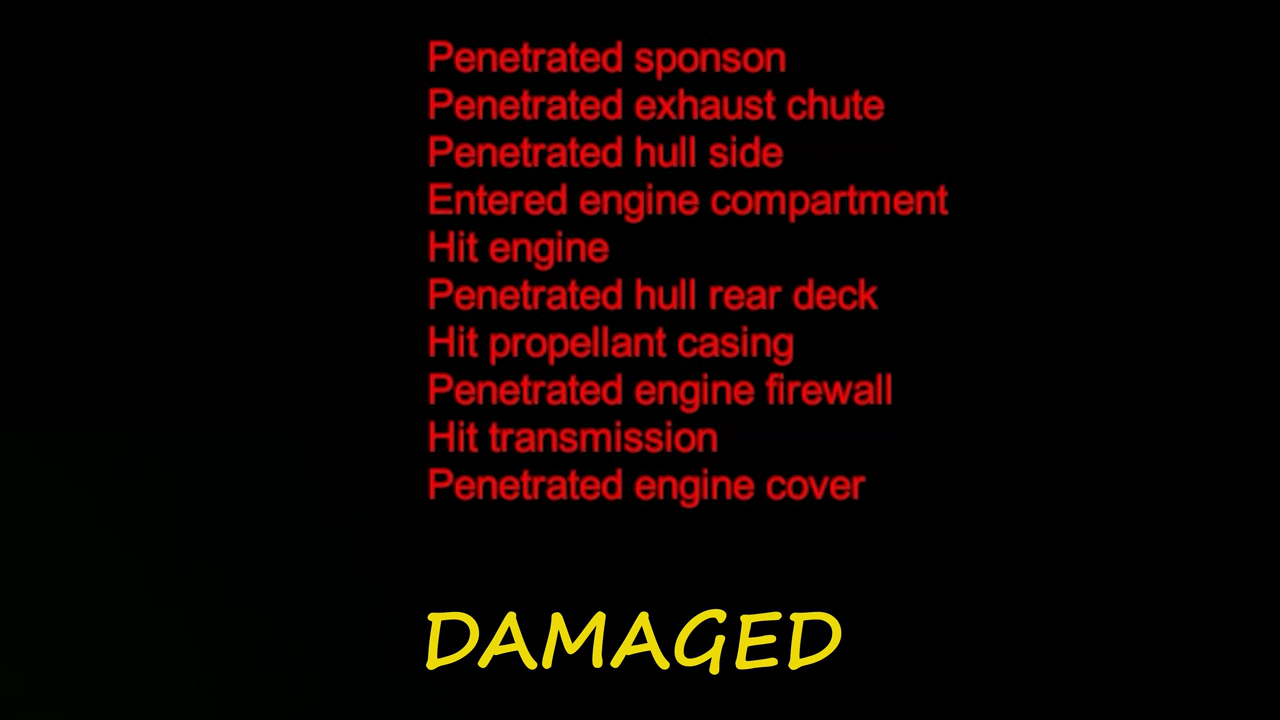 Penetrated sponson
Penetrated exhaust chute
Penetrated hull side
Entered engine compartment
Hit engine
Penetrated hull rear deck
Hit propellant casing
Penetrated engine firewall
Hit transmission
Penetrated engine cover
DAMAGED